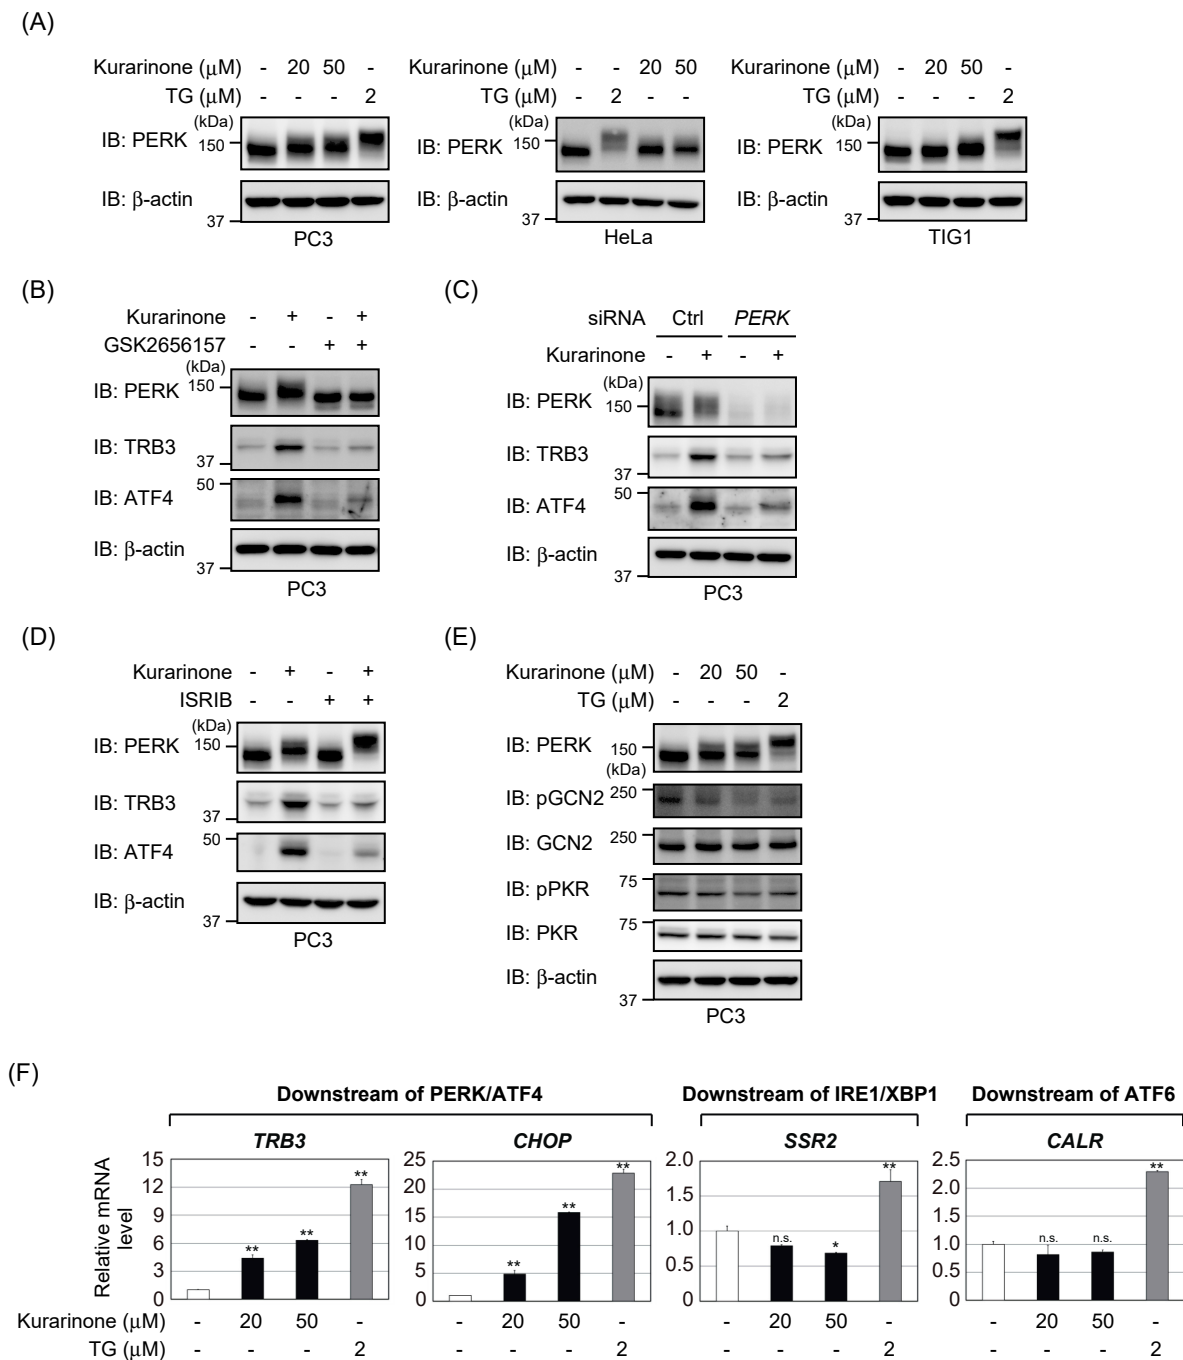 (A)
Kurarinone (μM) - 20 50 - Kurarinone (μM) - - 20 50 Kurarinone (μM) - 20 50 -
TG (μM) - - - 2 TG (μM) - 2 - - TG (μM) - - - 2
(kDa) (kDa) (kDa)
IB: PERK 150 IB: PERK 150 IB: PERK 150
IB: β-actin IB: β-actin IB: β-actin
37 37 37
PC3 HeLa TIG1
(B)
Kurarinone - + - +
GSK2656157 - - + +
(kDa)
IB: PERK 150
IB: TRB3
37
50
IB: ATF4
IB: β-actin
37
PC3
(C)
siRNA Ctrl PERK
Kurarinone - + - +
(kDa)
IB: PERK 150
IB: TRB3
37
50
IB: ATF4
IB: β-actin
37
PC3
(D)
Kurarinone - + - +
ISRIB - - + +
(kDa)
IB: PERK 150
IB: TRB3
37
50
IB: ATF4
IB: β-actin
37
PC3
(E)
Kurarinone (μM) - 20 50 -
TG (μM) - - - 2
IB: PERK 150
(kDa)
IB: pGCN2 250
IB: GCN2 250
75
IB: pPKR
75
IB: PKR
IB: β-actin
37
PC3
(F)
Downstream of PERK/ATF4 Downstream of IRE1/XBP1 Downstream of ATF6
TRB3 CHOP SSR2 CALR
Relative mRNA
level
15
12
9
6
3
0
** ** **
25
20
15
10
5
0
** ** **
2.0
1.5
1.0
0.5
0
n.s. * **
2.5
2.0
1.5
1.0
0.5
0
n.s. n.s. **
Kurarinone (μM) - 20 50 - - 20 50 - - 20 50 - - 20 50 -
TG (μM) - - - 2 - - - 2 - - - 2 - - - 2